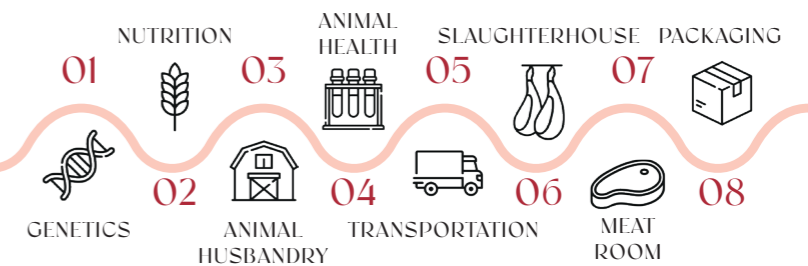 01
GENETICS
NUTRITION
02
03
ANIMAL
HUSBANDRY
ANIMAL
HEALTH
04
05
TRANSPORTATION
SLAUGHTERHOUSE
06
07
MEAT
ROOM
PACKAGING
08